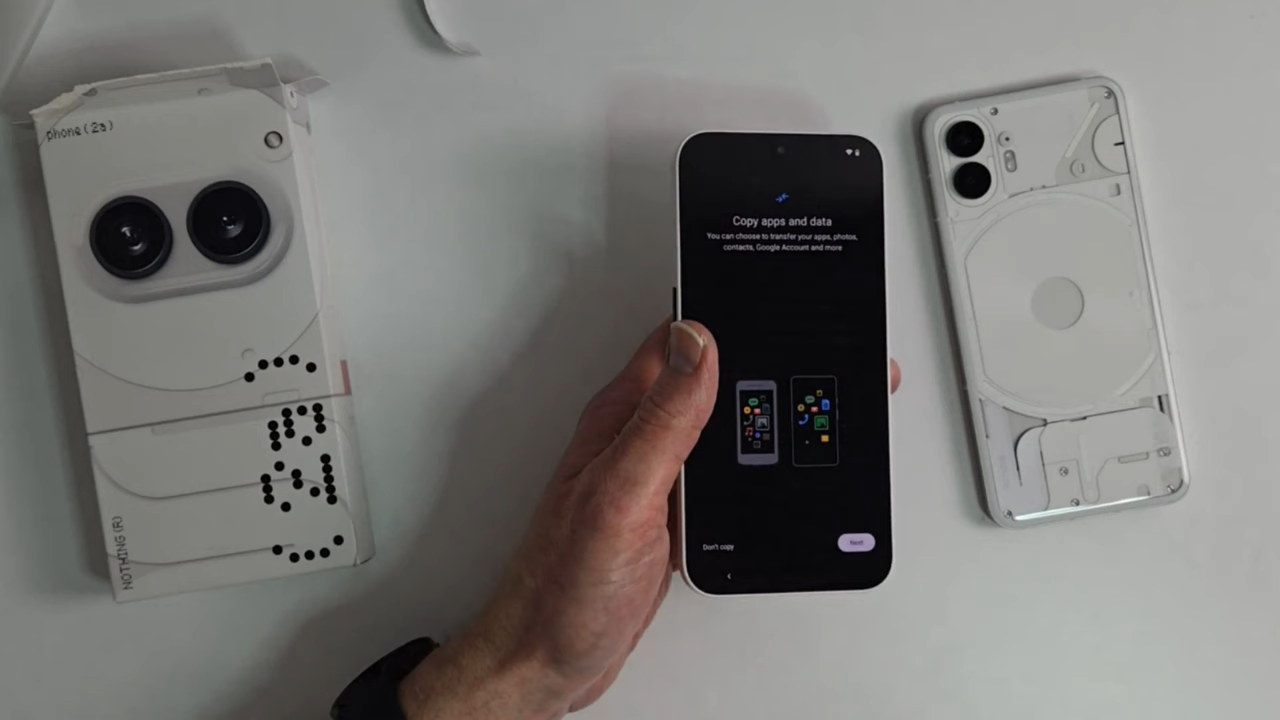 phone (2a)
NOTHING (R)
Copy apps and data
You can choose to transfer your apps, photos,
contacts, Google Account and more
Don't copy
Next